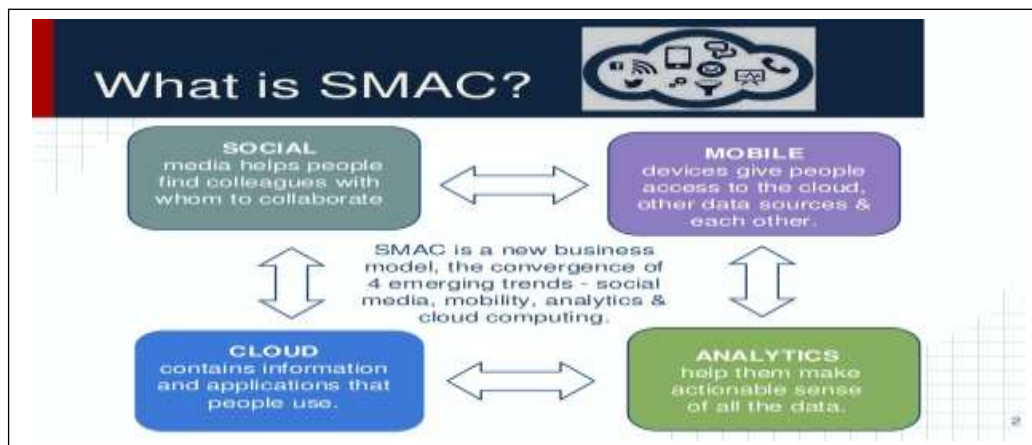 What is SMAC?
SOCIAL
media helps people
find colleagues with
whom to collaborate
MOBILE
devices give people
access to the cloud,
other data sources &
each other.
SMAC is a new business
model, the convergence of
4 emerging trends - social
media, mobility, analytics &
cloud computing.
CLOUD
contains information
and applications that
people use.
ANALYTICS
help them make
actionable sense
of all the data.
2